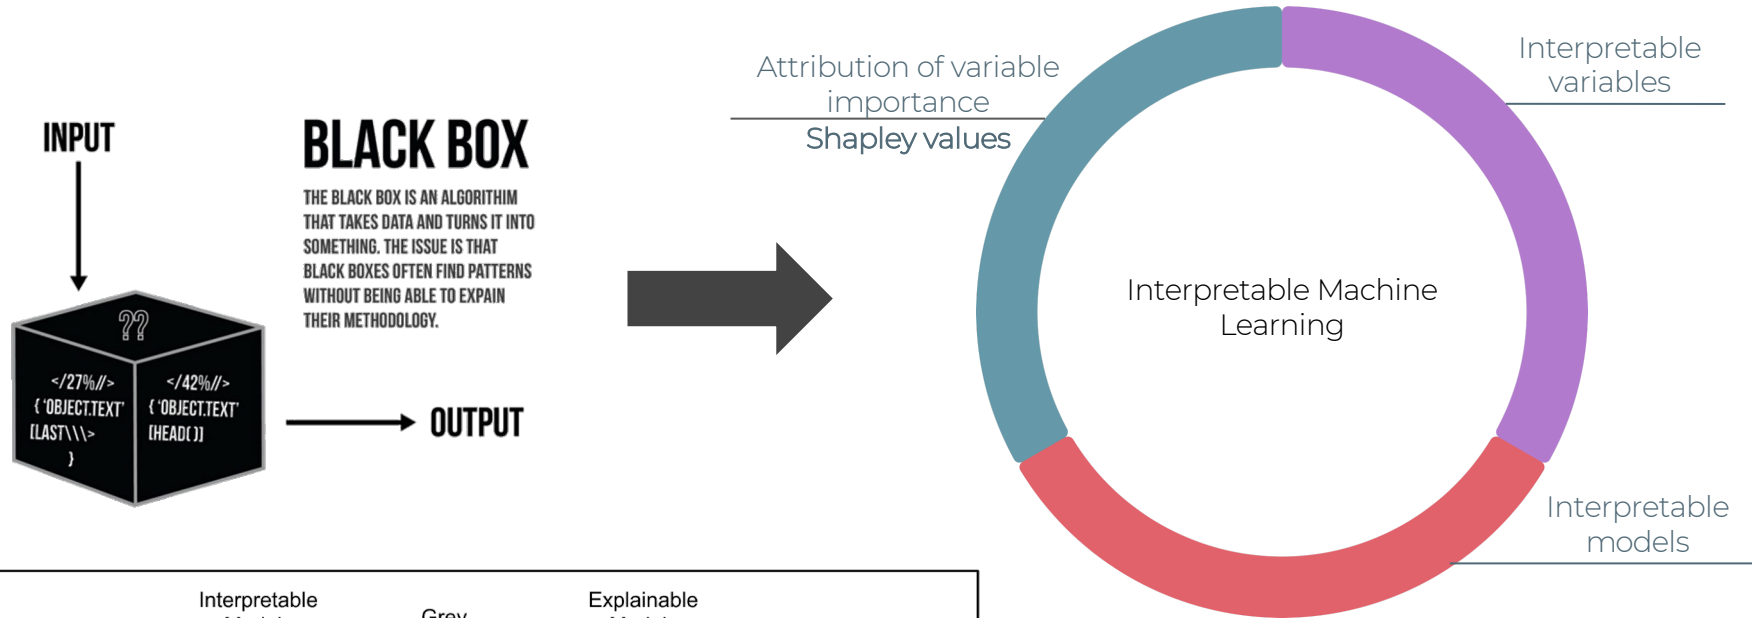 INPUT
BLACK BOX
THE BLACK BOX IS AN ALGORITHIM
THAT TAKES DATA AND TURNS IT INTO
SOMETHING. THE ISSUE IS THAT
BLACK BOXES OFTEN FIND PATTERNS
WITHOUT BEING ABLE TO EXPAIN
THEIR METHODOLOGY.
??
</27%//>
{ 'OBJECT.TEXT'
[LAST\\\>
}
</42%//>
{ 'OBJECT.TEXT'
[HEAD( )]
OUTPUT
Attribution of variable
importance
Shapley values
Interpretable
variables
Interpretable Machine
Learning
Interpretable
models
Interpretable
Grey
Explainable